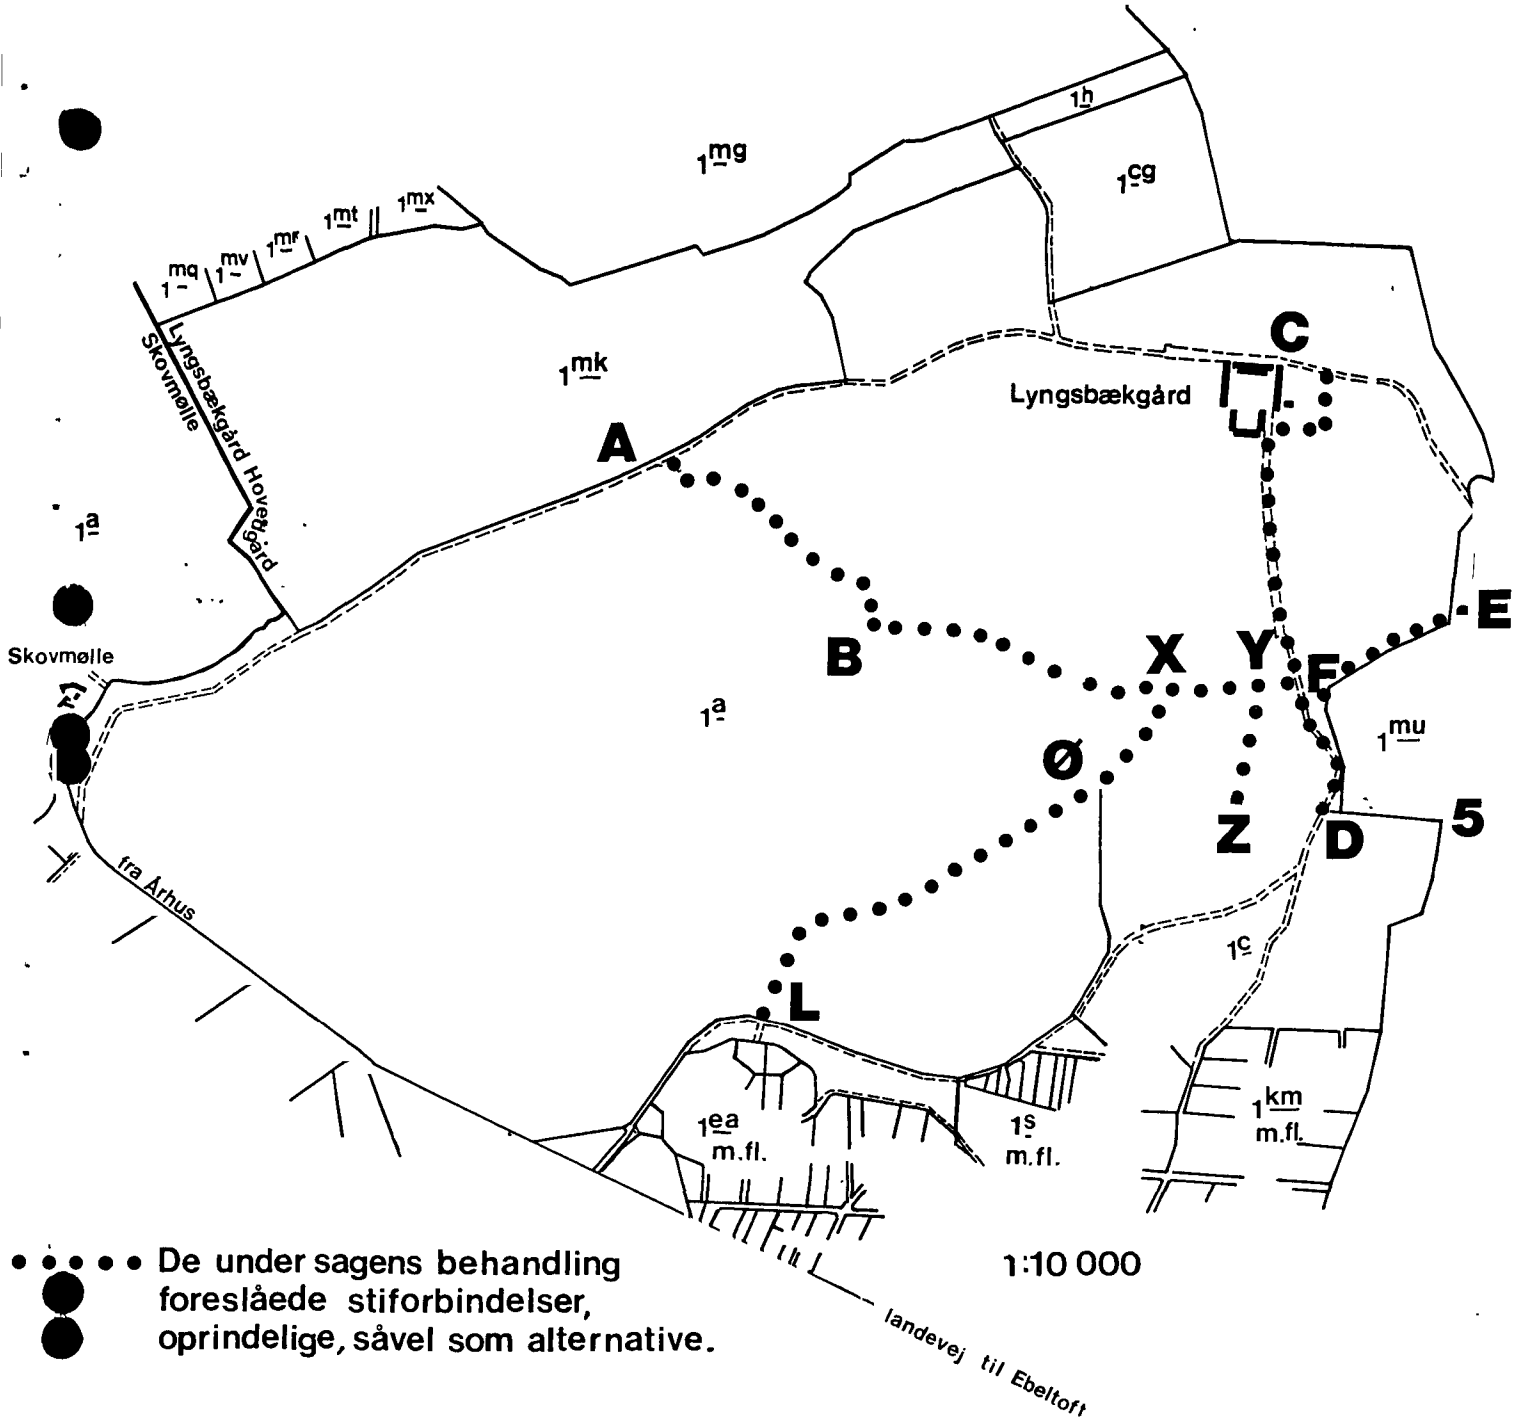 1h
1mg
1cg
1mx
1mt
1mr
1mv
1mq
C
Lyngsbækgård Hovedgård
Skovmølle
1mk
Lyngsbækgård
A
1a
E
Skovmølle
B
X
Y
F
1a
1mu
Ø
5
Z
D
fra Århus
1c
L
1km
m.fl.
1ea
m.fl.
1s
m.fl.
De under sagens behandling
foreslåede stiforbindelser,
oprindelige, såvel som alternative.
1:10 000
landevej til Ebeltoft